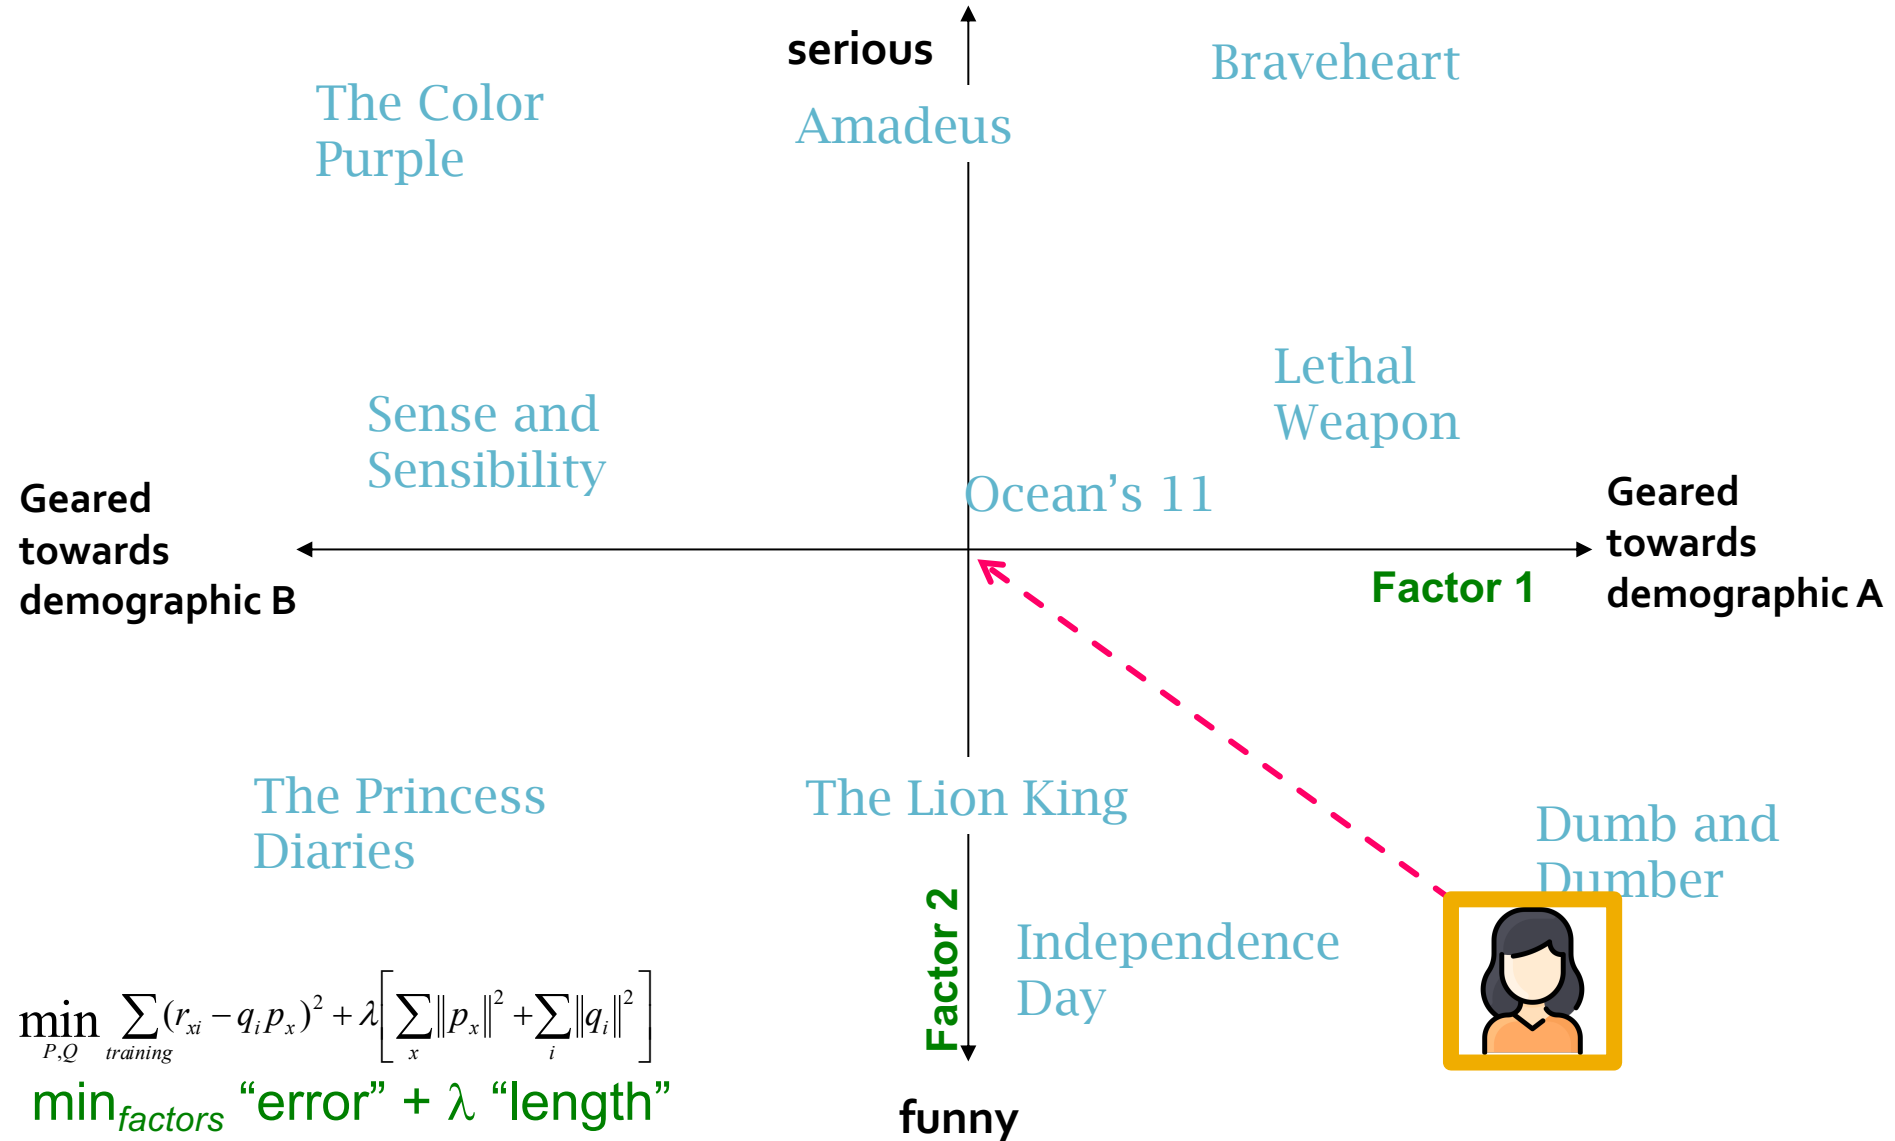 serious
Braveheart
The Color
Purple
Amadeus
Lethal
Weapon
Sense and
Sensibility
Ocean’s 11
Geared
towards
demographic B
Geared
towards
demographic A
Factor 1
The Princess
Diaries
The Lion King
Dumb and
Dumber
Factor 2
Independence
Day
min_{P,Q} ∑_{training} (r_{xi} − q_i p_x)² + λ[∑_x ‖p_x‖² + ∑_i ‖q_i‖²]
min_{factors} “error” + λ “length”
funny